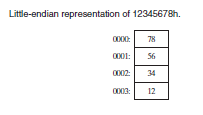 Little-endian representation of 12345678h.
0000: 78
0001: 56
0002: 34
0003: 12